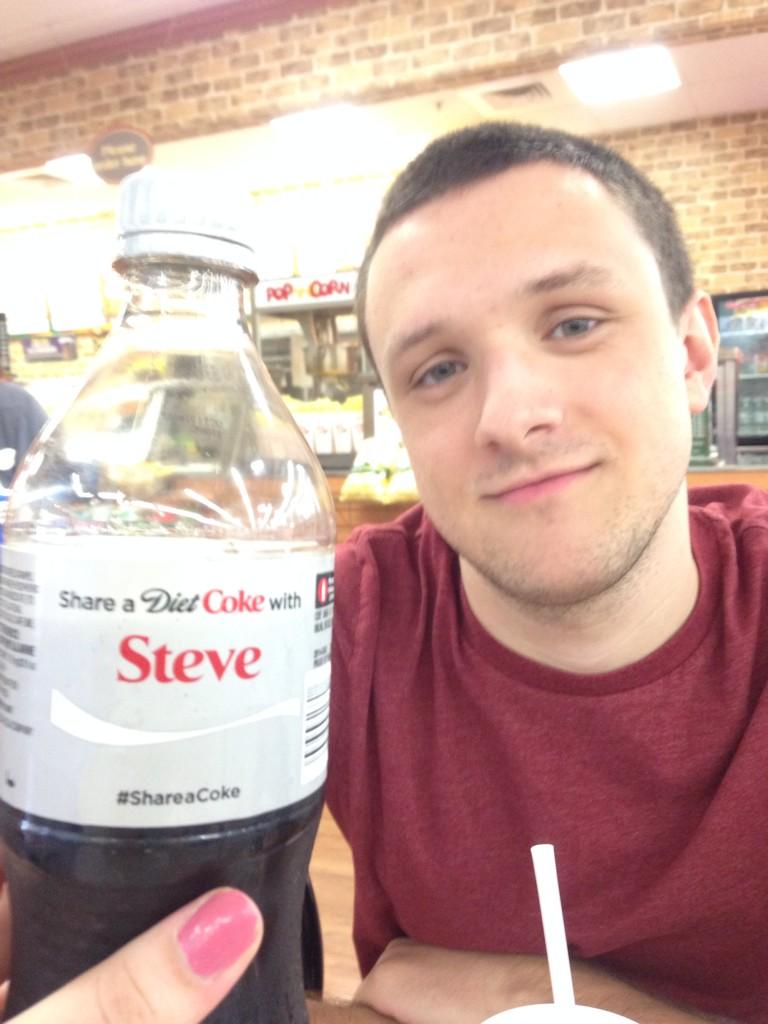 POP CORN
Share a Diet Coke with
Steve
#ShareaCoke